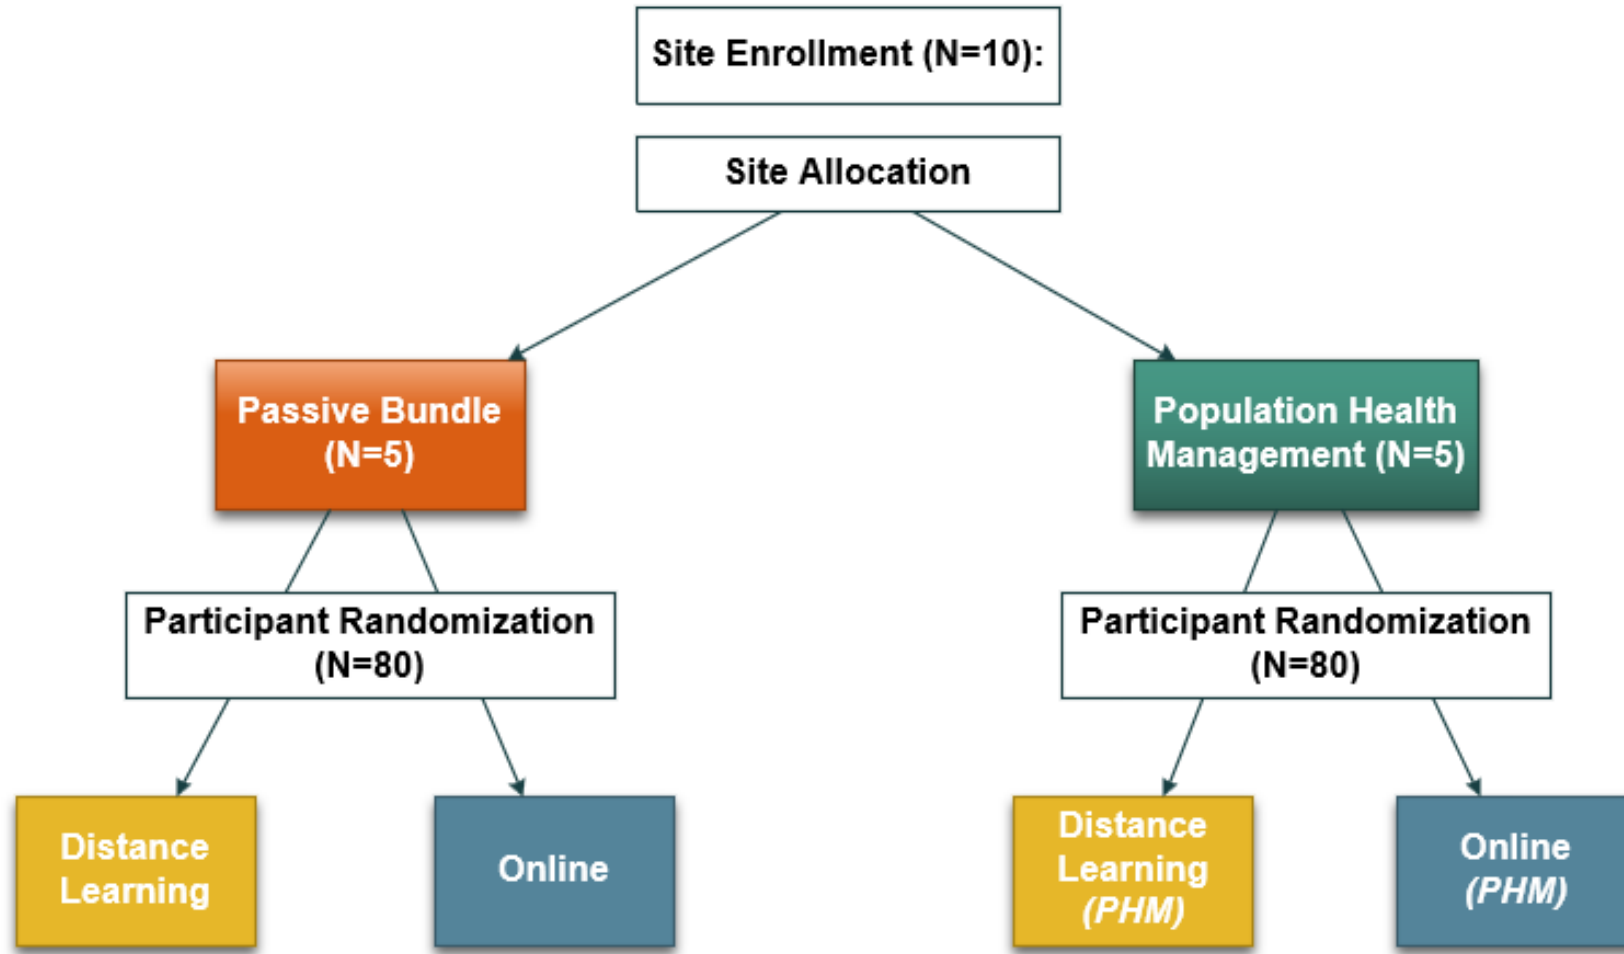 Site Enrollment (N=10):
Site Allocation
Passive Bundle
(N=5)
Population Health
Management (N=5)
Participant Randomization
(N=80)
Participant Randomization
(N=80)
Distance
Learning
Online
Distance
Learning
(PHM)
Online
(PHM)